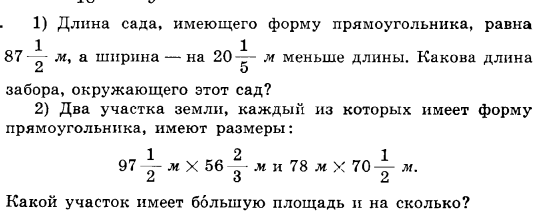 1) Длина сада, имеющего форму прямоугольника, равна
87 1/2 м, а ширина — на 20 1/5 м меньше длины. Какова длина
забора, окружающего этот сад?
2) Два участка земли, каждый из которых имеет форму
прямоугольника, имеют размеры:
97 1/2 м × 56 2/3 м и 78 м × 70 1/2 м.
Какой участок имеет бо́льшую площадь и на сколько?